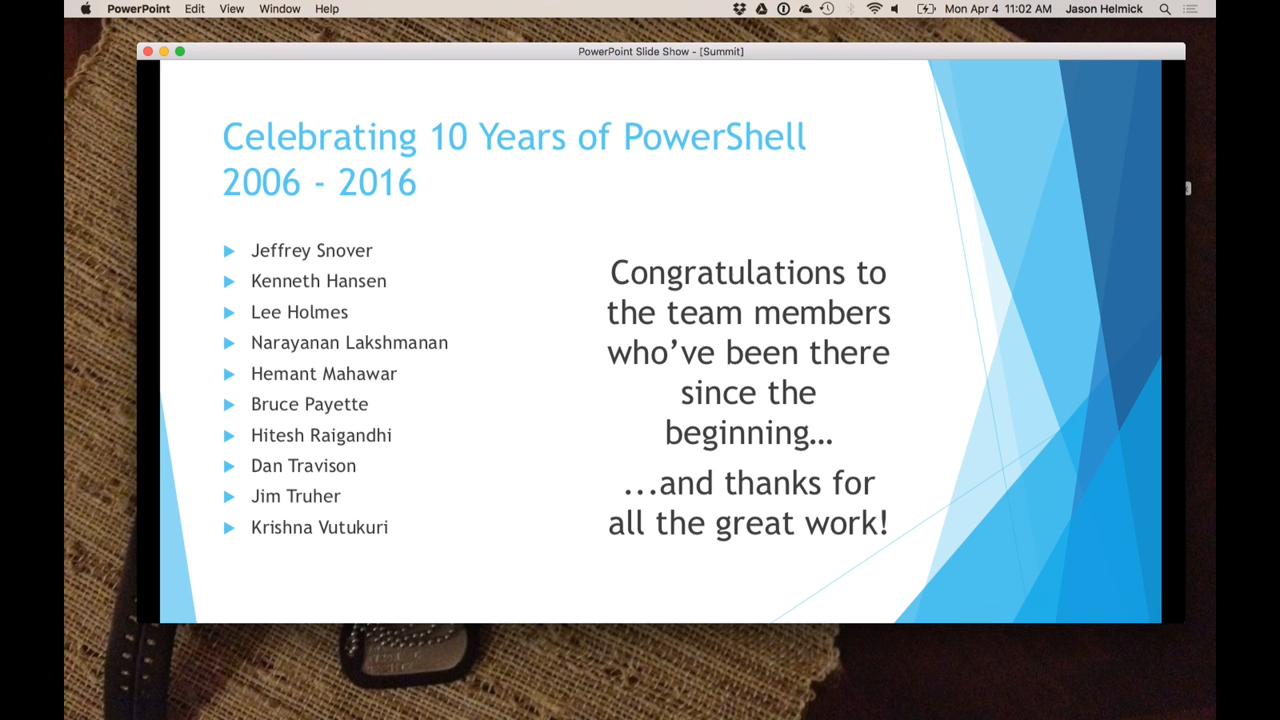 PowerPoint Edit View Window Help Mon Apr 4 11:02 AM Jason Helmick
PowerPoint Slide Show - [Summit]
Celebrating 10 Years of PowerShell
2006 - 2016
Jeffrey Snover
Kenneth Hansen
Lee Holmes
Narayanan Lakshmanan
Hemant Mahawar
Bruce Payette
Hitesh Raigandhi
Dan Travison
Jim Truher
Krishna Vutukuri
Congratulations to
the team members
who’ve been there
since the
beginning…
...and thanks for
all the great work!